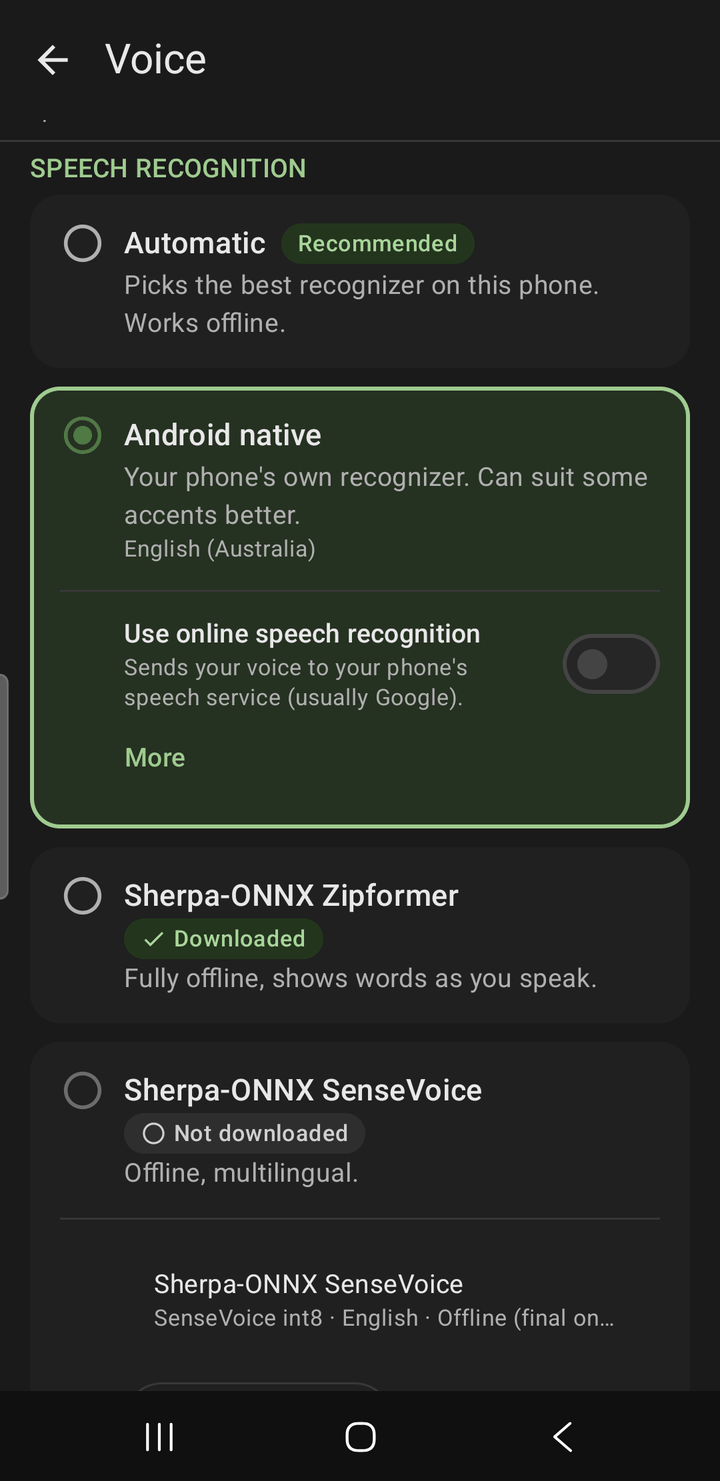 Voice
SPEECH RECOGNITION
Automatic
Recommended
Picks the best recognizer on this phone.
Works offline.
Android native
Your phone's own recognizer. Can suit some
accents better.
English (Australia)
Use online speech recognition
Sends your voice to your phone's
speech service (usually Google).
More
Sherpa-ONNX Zipformer
Downloaded
Fully offline, shows words as you speak.
Sherpa-ONNX SenseVoice
Not downloaded
Offline, multilingual.
Sherpa-ONNX SenseVoice
SenseVoice int8 · English · Offline (final on…